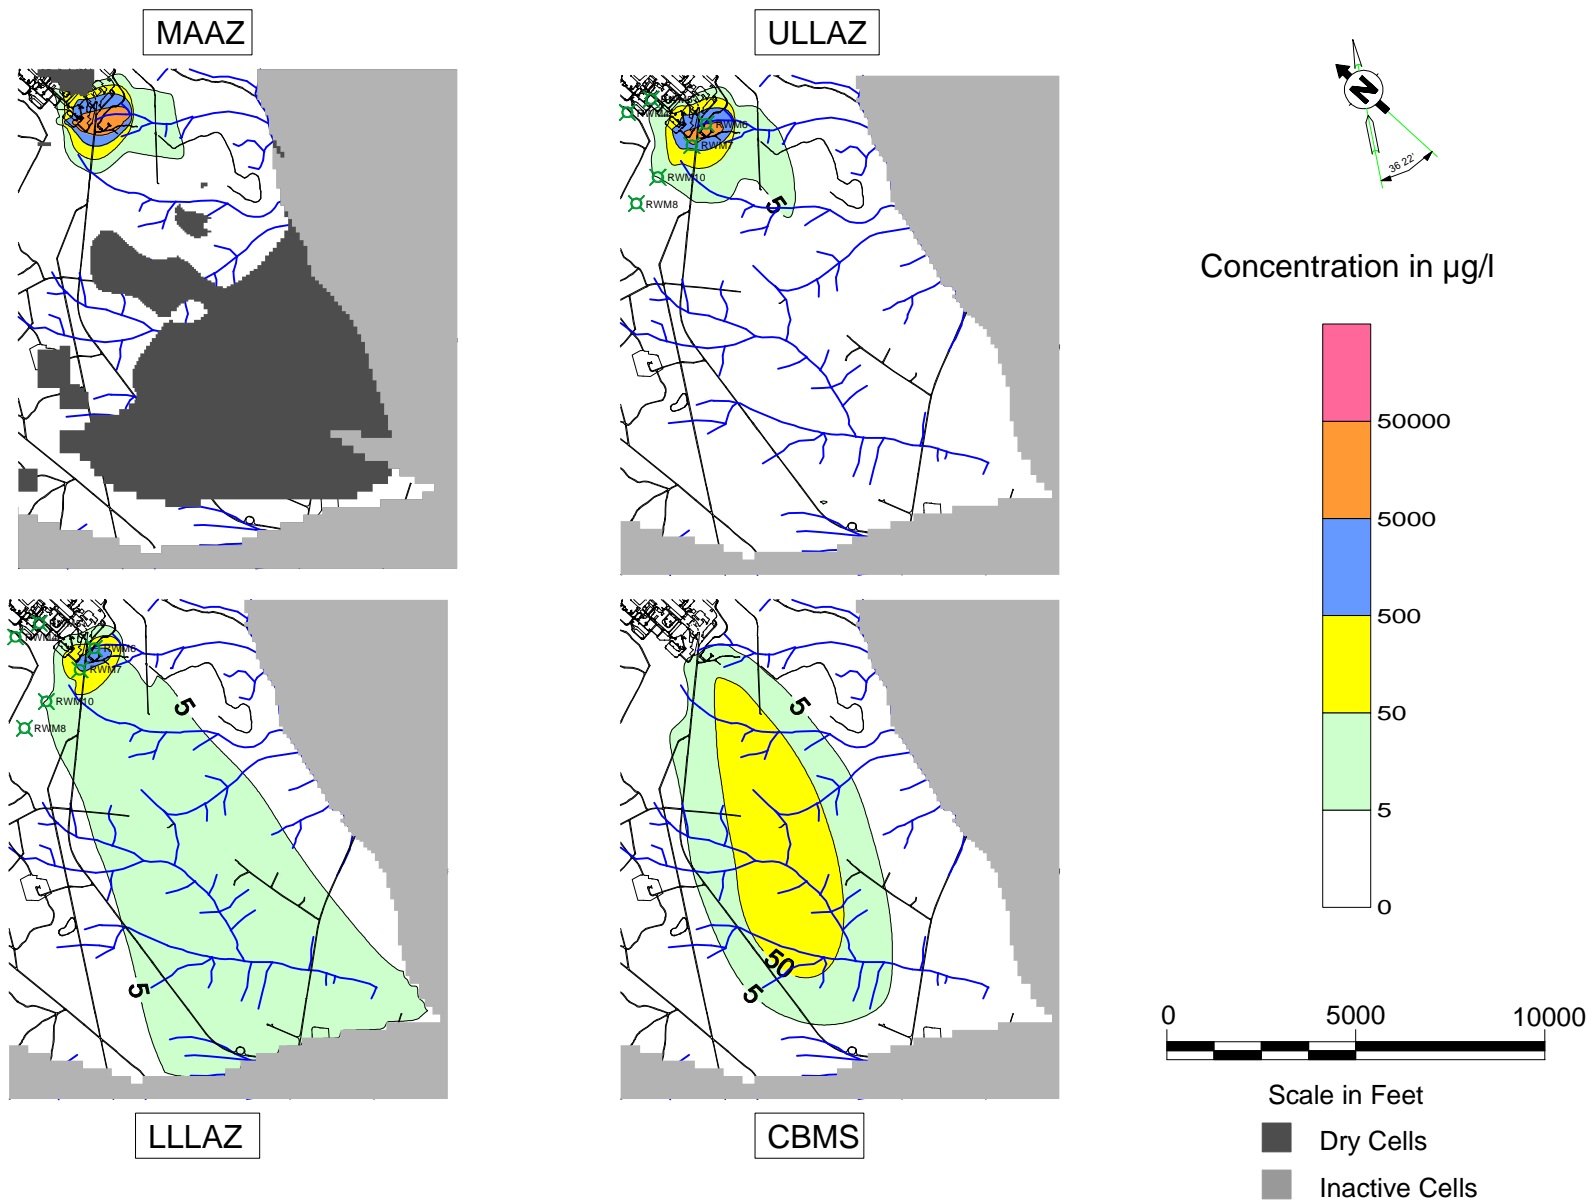 MAAZ
ULLAZ
N
36 22'
RWM6
RWM7
RWM10
RWM8
5
Concentration in µg/l
50000
5000
500
50
5
0
RWM6
RWM7
RWM10
RWM8
5
5
5
50
5
0 5000 10000
Scale in Feet
LLLAZ
CBMS
Dry Cells
Inactive Cells